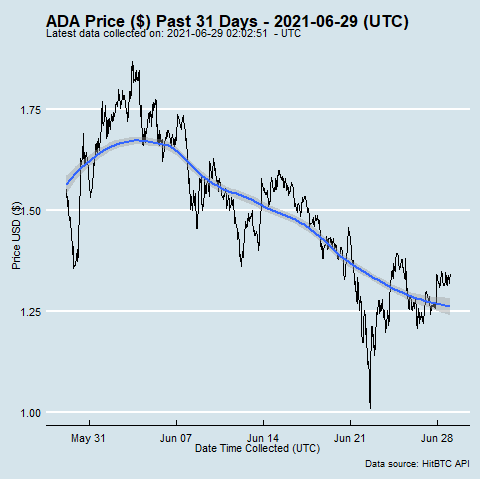 ADA Price ($) Past 31 Days - 2021-06-29 (UTC)
Latest data collected on: 2021-06-29 02:02:51 - UTC
Price USD ($)
1.75
1.50
1.25
1.00
May 31 Jun 07 Jun 14 Jun 21 Jun 28
Date Time Collected (UTC)
Data source: HitBTC API